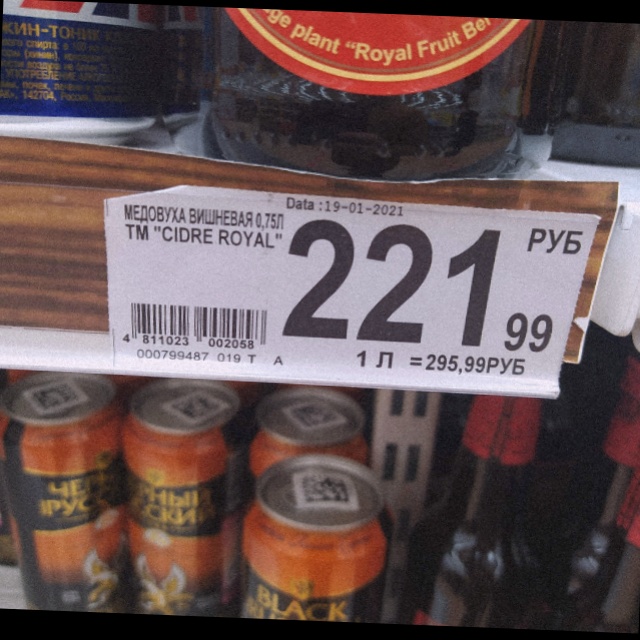 ge plant "Royal Fruit Be
КИН-ТОНИК
142704,
Data :19-01-2021
МЕДОВУХА ВИШНЕВАЯ 0,75Л
ТМ "CIDRE ROYAL"
221 99
РУБ
4 811023 002058
000799487 019 Т А
1 Л =295,99РУБ
BLACK